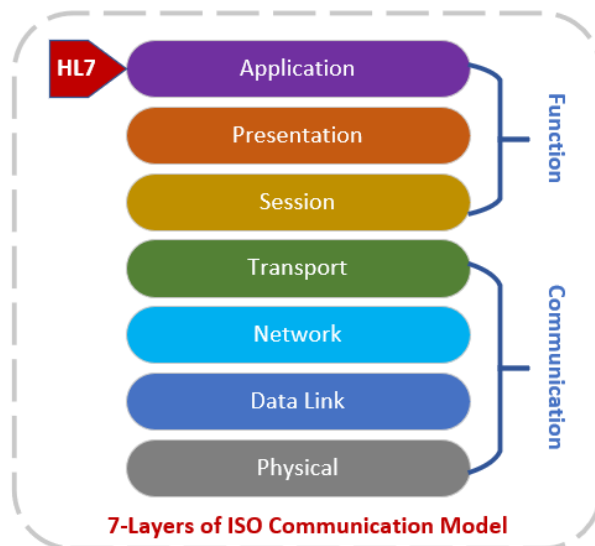 HL7
Application
Presentation
Session
Function
Transport
Network
Data Link
Physical
Communication
7-Layers of ISO Communication Model